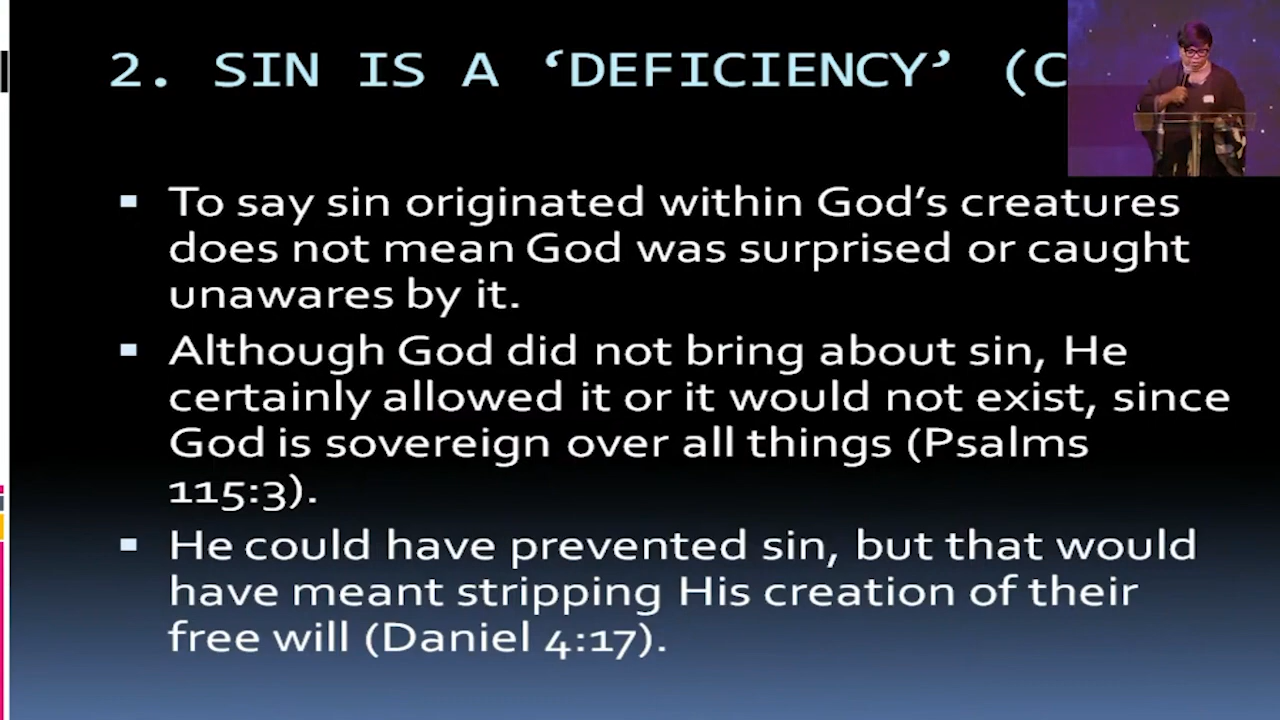 2. SIN IS A ‘DEFICIENCY’ (C
▪ To say sin originated within God’s creatures
does not mean God was surprised or caught
unawares by it.
▪ Although God did not bring about sin, He
certainly allowed it or it would not exist, since
God is sovereign over all things (Psalms
115:3).
▪ He could have prevented sin, but that would
have meant stripping His creation of their
free will (Daniel 4:17).